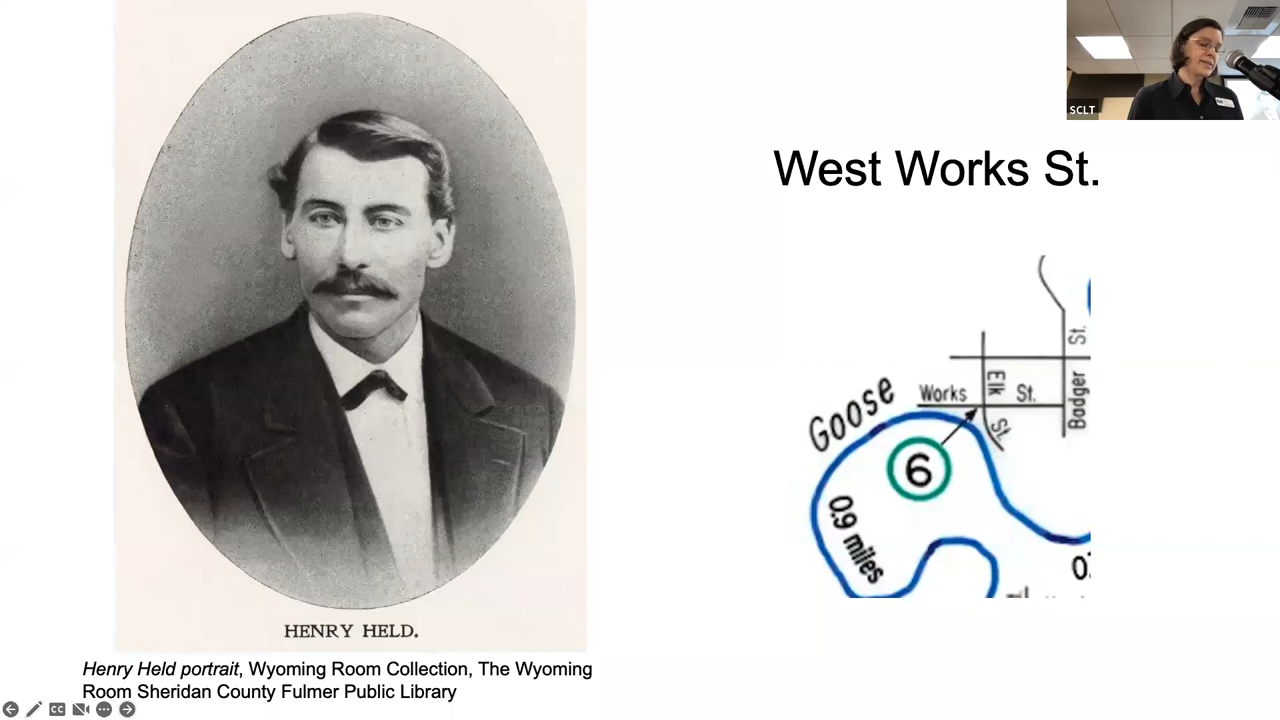 SCLT
West Works St.
HENRY HELD.
Henry Held portrait, Wyoming Room Collection, The Wyoming
Room Sheridan County Fulmer Public Library
Goose
Works
Elk
St.
St.
St.
Badger
6
0.9 miles
CC